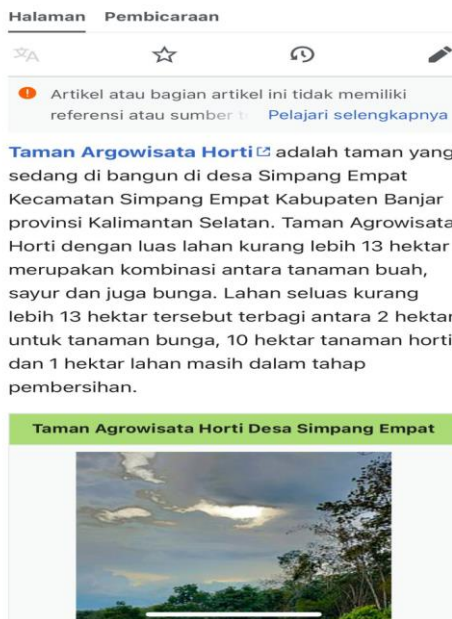 Halaman Pembicaraan
Artikel atau bagian artikel ini tidak memiliki
referensi atau sumber Pelajari selengkapnya
Taman Argowisata Horti adalah taman yang
sedang di bangun di desa Simpang Empat
Kecamatan Simpang Empat Kabupaten Banjar
provinsi Kalimantan Selatan. Taman Agrowisata
Horti dengan luas lahan kurang lebih 13 hektar
merupakan kombinasi antara tanaman buah,
sayur dan juga bunga. Lahan seluas kurang
lebih 13 hektar tersebut terbagi antara 2 hektar
untuk tanaman bunga, 10 hektar tanaman horti
dan 1 hektar lahan masih dalam tahap
pembersihan.
Taman Agrowisata Horti Desa Simpang Empat